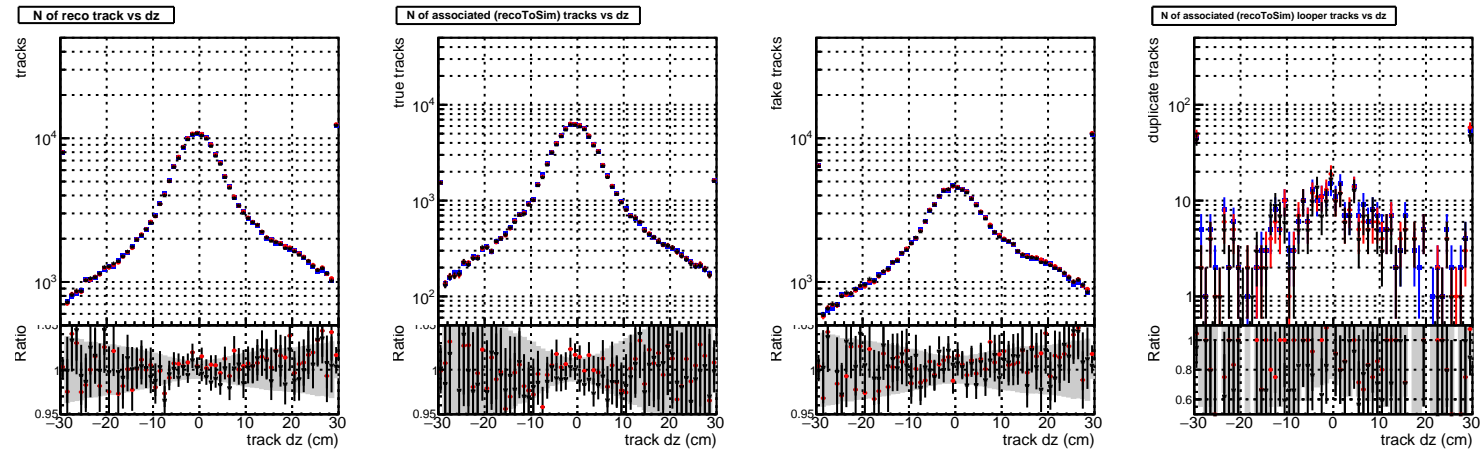 N of reco track vs dz
tracks
10⁴
10³
Ratio
1
0.95
−30 −20 −10 0 10 20 30
track dz (cm)
N of associated (recoToSim) tracks vs dz
true tracks
10⁴
10³
10²
Ratio
1
0.95
−30 −20 −10 0 10 20 30
track dz (cm)
fake tracks
10⁴
10³
Ratio
1
0.95
−30 −20 −10 0 10 20 30
track dz (cm)
N of associated (recoToSim) looper tracks vs dz
duplicate tracks
10²
10
1
Ratio
1
0.8
0.6
−30 −20 −10 0 10 20 30
track dz (cm)